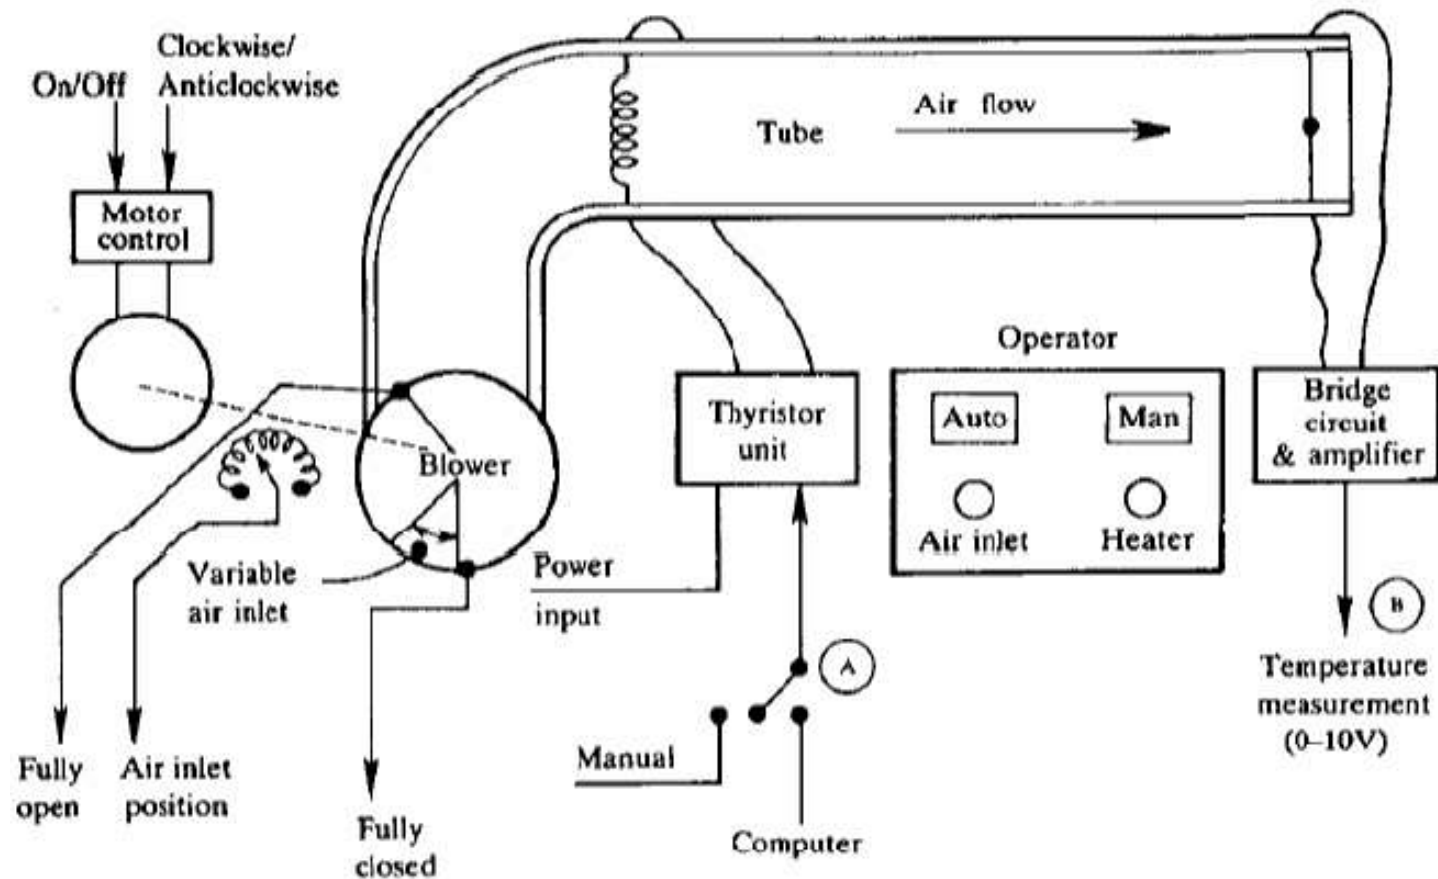 Clockwise/
On/Off Anticlockwise
Motor
control
Tube
Air flow
Blower
Variable
air inlet
Power
input
Thyristor
unit
Operator
Auto
Man
Air inlet
Heater
Bridge
circuit
& amplifier
A
B
Temperature
measurement
(0–10V)
Manual
Computer
Fully
open
Air inlet
position
Fully
closed